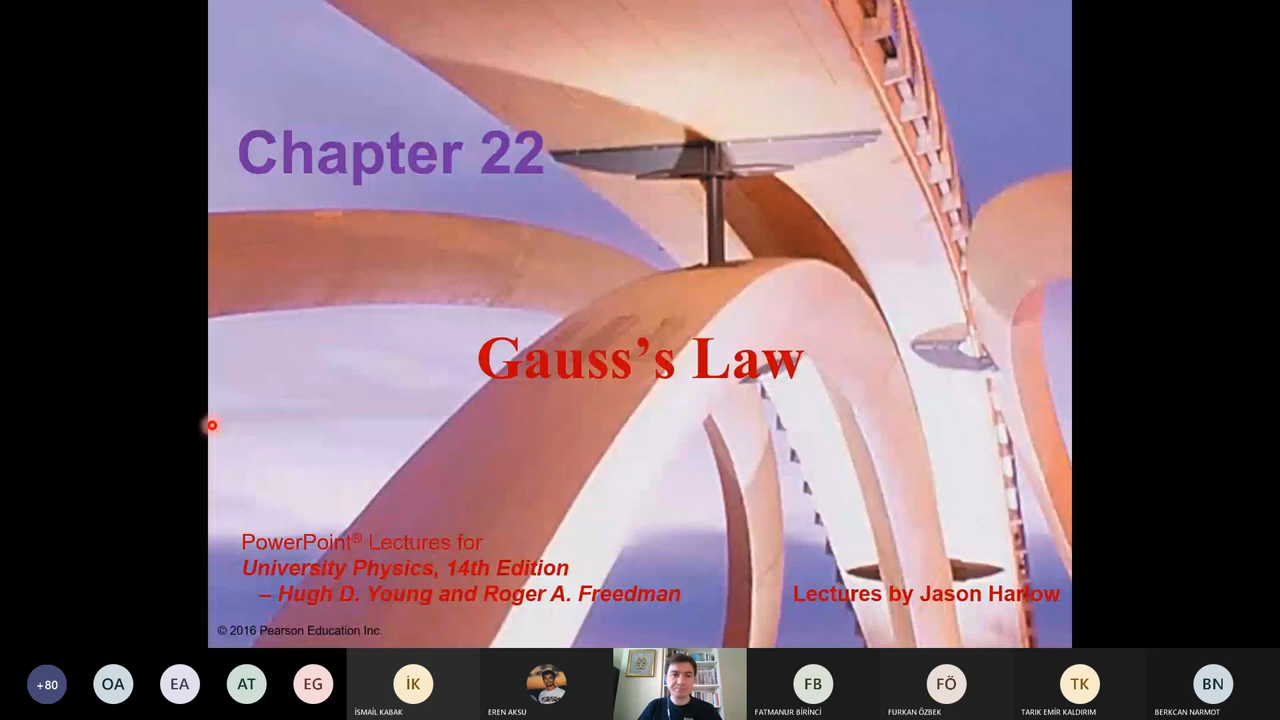 Chapter 22
Gauss’s Law
PowerPoint® Lectures for
University Physics, 14th Edition
– Hugh D. Young and Roger A. Freedman
Lectures by Jason Harlow
© 2016 Pearson Education Inc.
+80
OA
EA
AT
EG
İK
FB
FÖ
TK
BN
İSMAİL KABAK
EREN AKSU
FATMANUR BİRİNCİ
FURKAN ÖZBEK
TARIK EMİR KALDIRIM
BERKCAN NARMOT